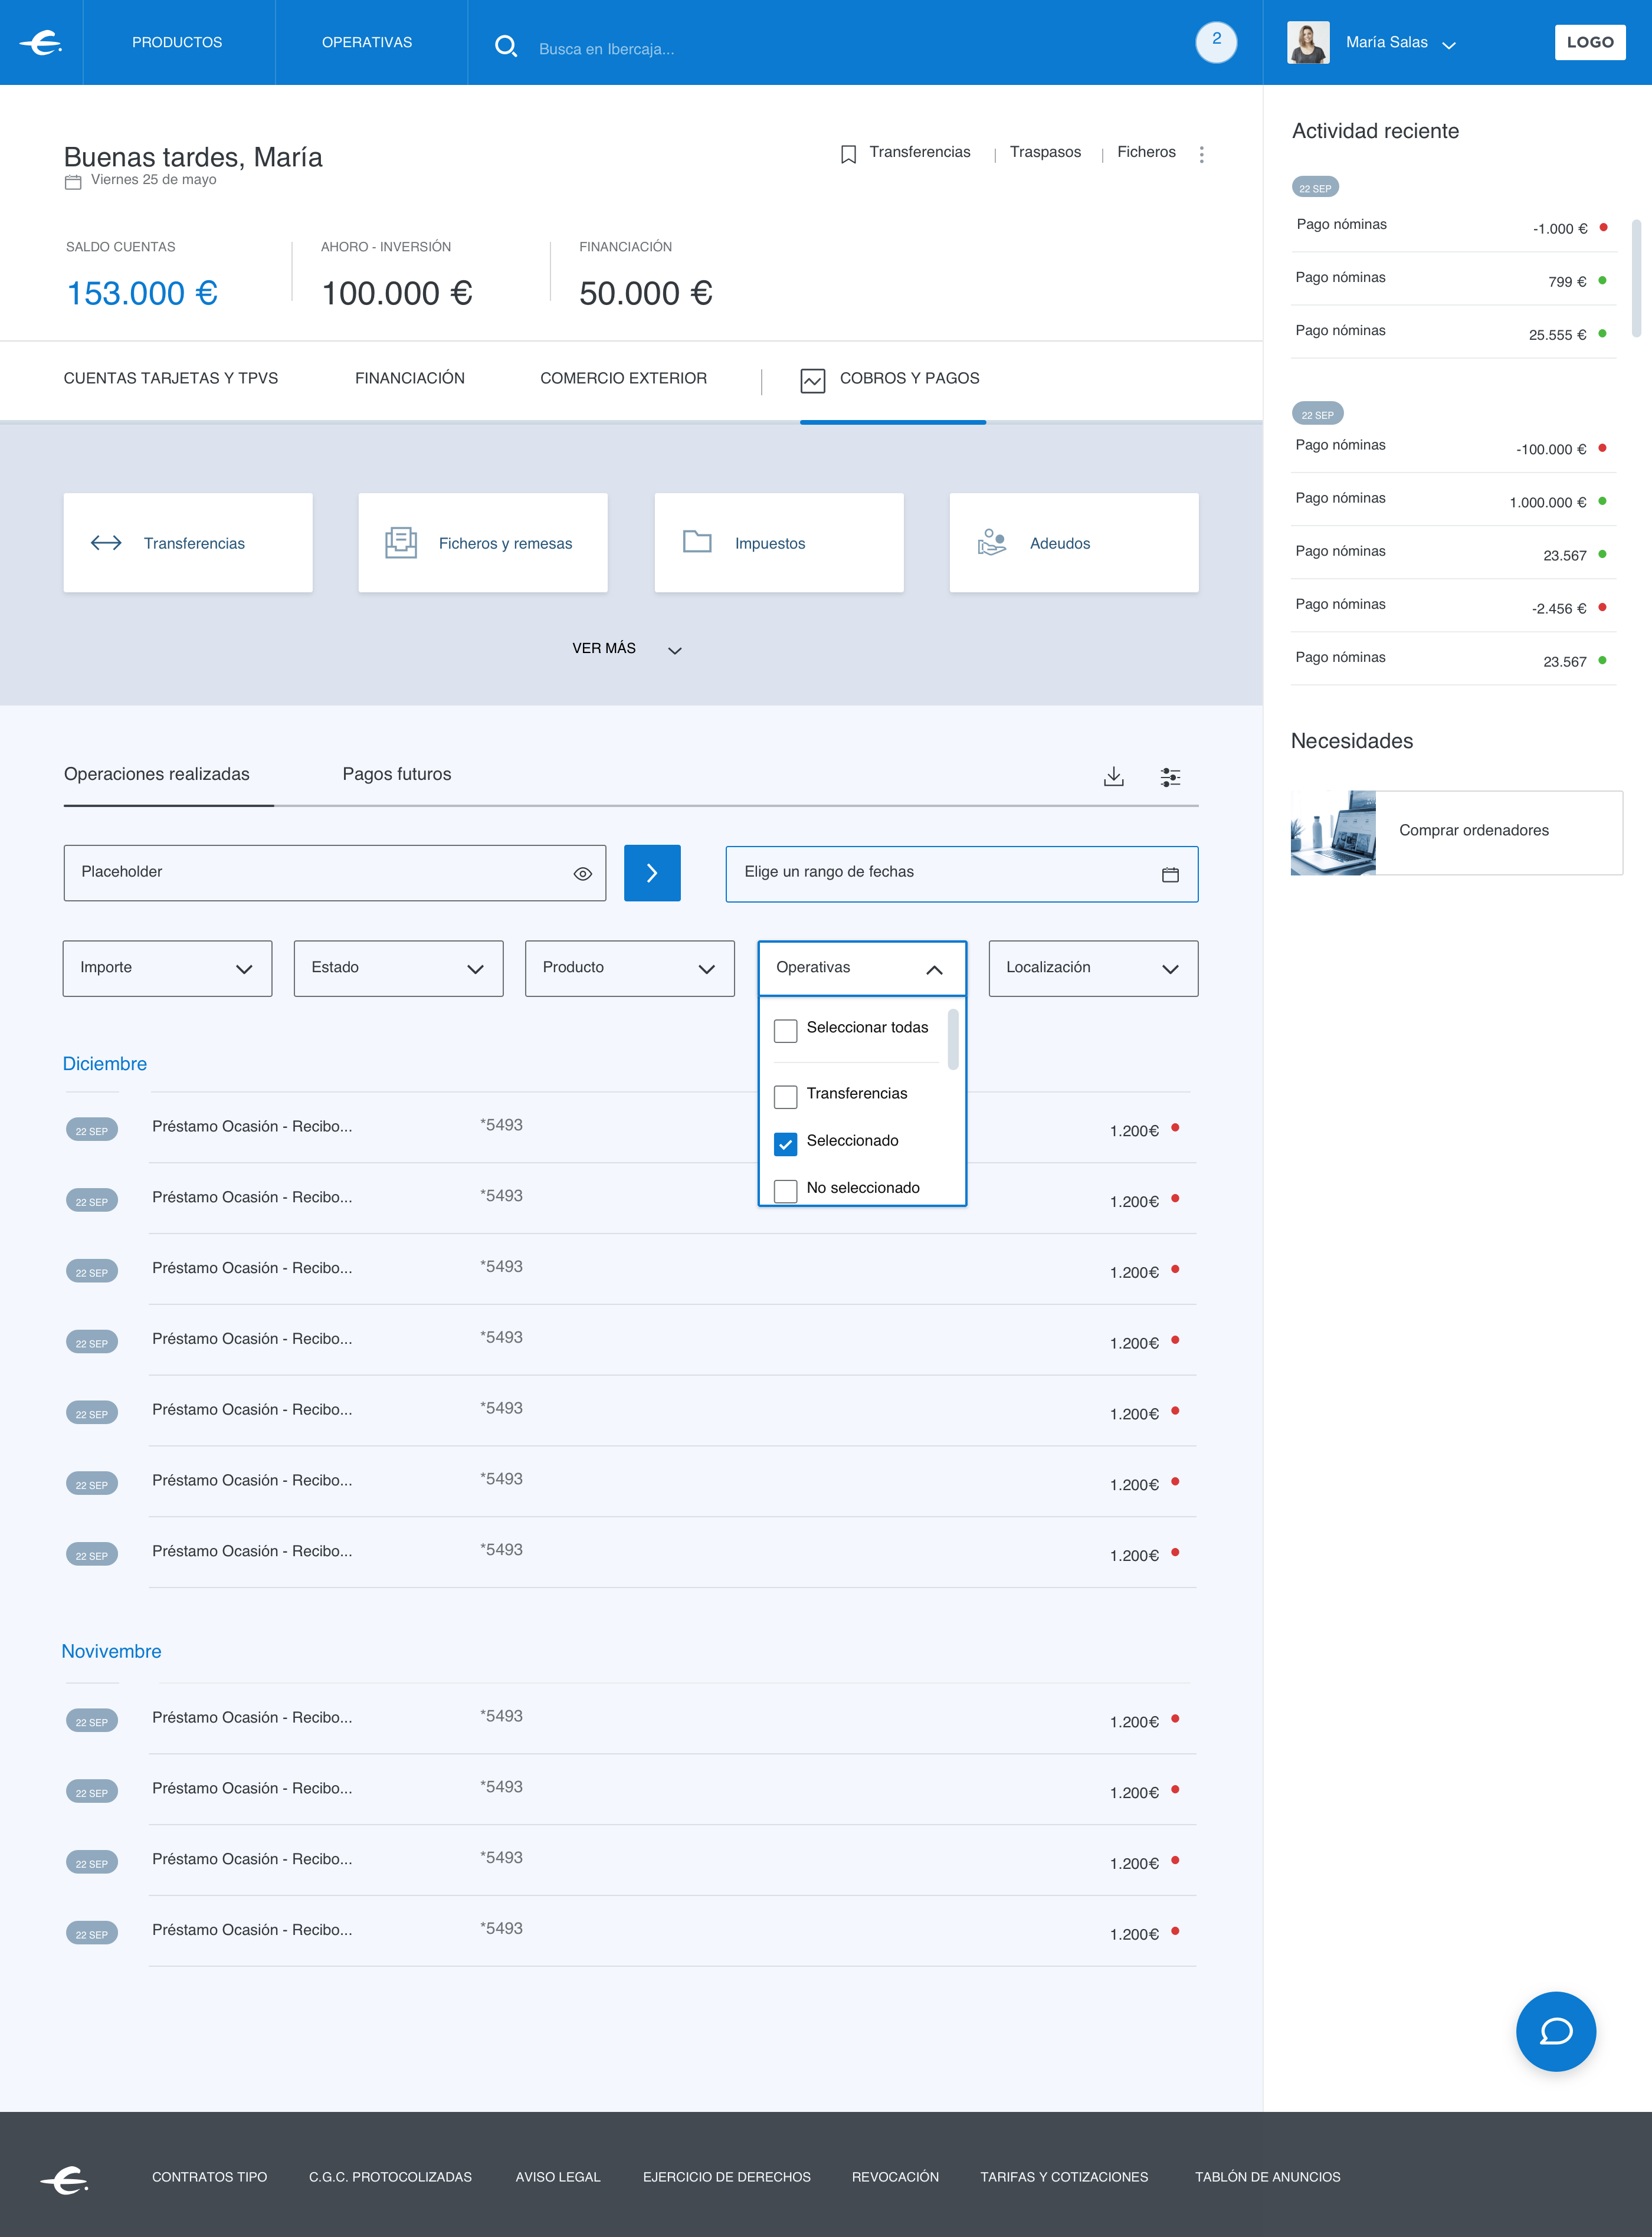 PRODUCTOS
OPERATIVAS
Busca en Ibercaja...
2
María Salas
LOGO
Buenas tardes, María
Viernes 25 de mayo
Transferencias
Traspasos
Ficheros
SALDO CUENTAS
153.000 €
AHORO - INVERSIÓN
100.000 €
FINANCIACIÓN
50.000 €
CUENTAS TARJETAS Y TPVS
FINANCIACIÓN
COMERCIO EXTERIOR
COBROS Y PAGOS
Transferencias
Ficheros y remesas
Impuestos
Adeudos
VER MÁS
Operaciones realizadas
Pagos futuros
Placeholder
Elige un rango de fechas
Importe
Estado
Producto
Operativas
Localización
Seleccionar todas
Transferencias
Seleccionado
No seleccionado
Diciembre
22 SEP Préstamo Ocasión - Recibo... *5493 1.200€
22 SEP Préstamo Ocasión - Recibo... *5493 1.200€
22 SEP Préstamo Ocasión - Recibo... *5493 1.200€
22 SEP Préstamo Ocasión - Recibo... *5493 1.200€
22 SEP Préstamo Ocasión - Recibo... *5493 1.200€
22 SEP Préstamo Ocasión - Recibo... *5493 1.200€
22 SEP Préstamo Ocasión - Recibo... *5493 1.200€
Novivembre
22 SEP Préstamo Ocasión - Recibo... *5493 1.200€
22 SEP Préstamo Ocasión - Recibo... *5493 1.200€
22 SEP Préstamo Ocasión - Recibo... *5493 1.200€
22 SEP Préstamo Ocasión - Recibo... *5493 1.200€
Actividad reciente
22 SEP
Pago nóminas -1.000 €
Pago nóminas 799 €
Pago nóminas 25.555 €
22 SEP
Pago nóminas -100.000 €
Pago nóminas 1.000.000 €
Pago nóminas 23.567
Pago nóminas -2.456 €
Pago nóminas 23.567
Necesidades
Comprar ordenadores
CONTRATOS TIPO
C.G.C. PROTOCOLIZADAS
AVISO LEGAL
EJERCICIO DE DERECHOS
REVOCACIÓN
TARIFAS Y COTIZACIONES
TABLÓN DE ANUNCIOS